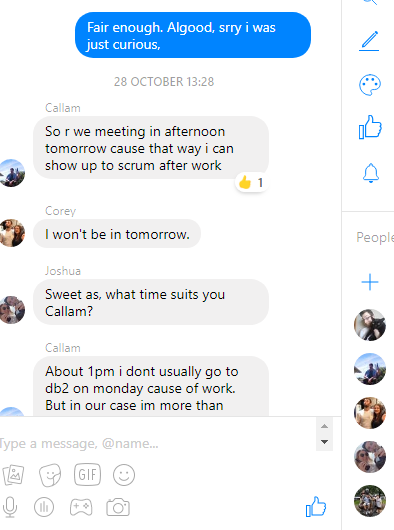 Fair enough. Algood, srry i was
just curious,
28 OCTOBER 13:28
Callam
So r we meeting in afternoon
tomorrow cause that way i can
show up to scrum after work
1
Corey
I won't be in tomorrow.
Joshua
Sweet as, what time suits you
Callam?
Callam
About 1pm i dont usually go to
db2 on monday cause of work.
But in our case im more than
Type a message, @name...
GIF
People